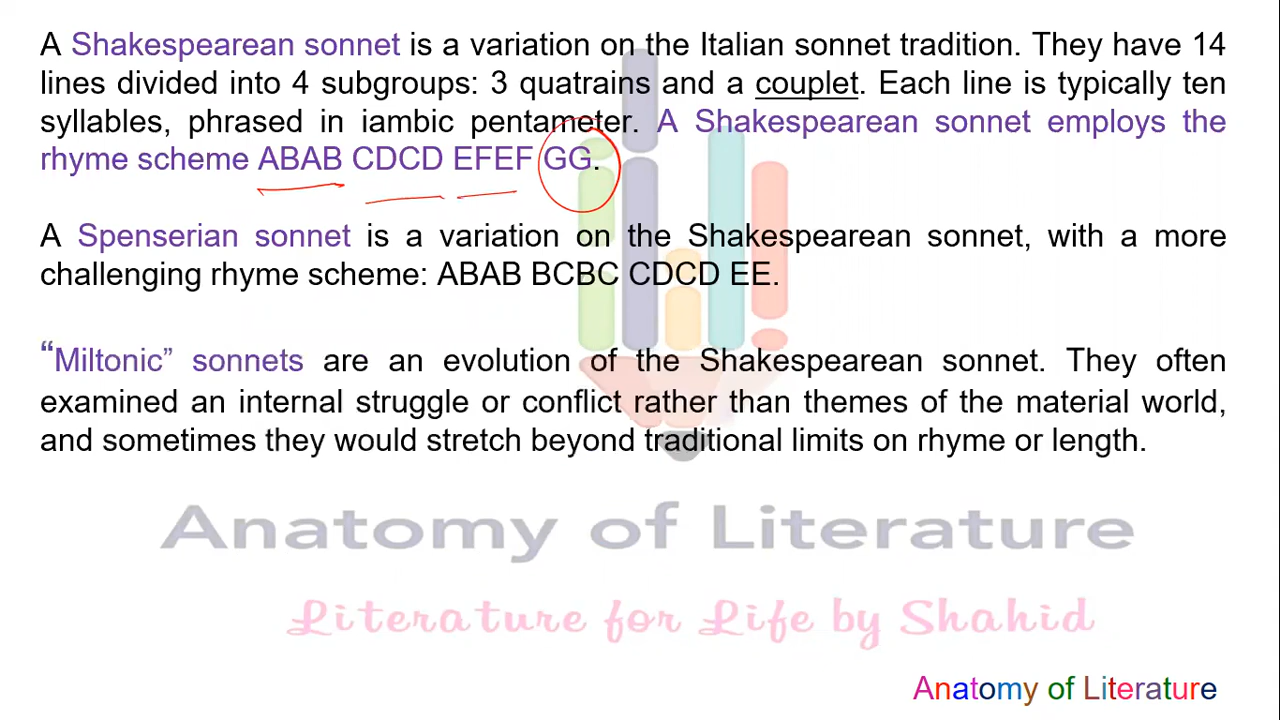 A Shakespearean sonnet is a variation on the Italian sonnet tradition. They have 14
lines divided into 4 subgroups: 3 quatrains and a couplet. Each line is typically ten
syllables, phrased in iambic pentameter. A Shakespearean sonnet employs the
rhyme scheme ABAB CDCD EFEF GG.
A Spenserian sonnet is a variation on the Shakespearean sonnet, with a more
challenging rhyme scheme: ABAB BCBC CDCD EE.
“Miltonic” sonnets are an evolution of the Shakespearean sonnet. They often
examined an internal struggle or conflict rather than themes of the material world,
and sometimes they would stretch beyond traditional limits on rhyme or length.
Anatomy of Literature
Literature for Life by Shahid
Anatomy of Literature